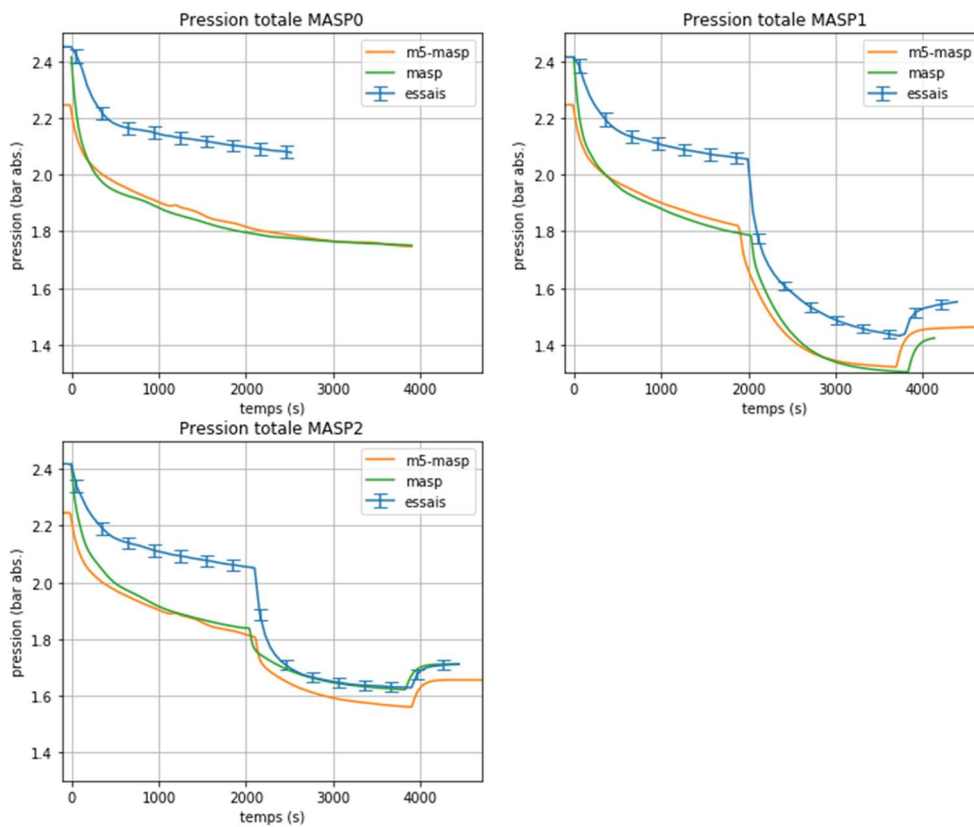 Pression totale MASP0
pression (bar abs.)
2.4
2.2
2.0
1.8
1.6
1.4
m5-masp
masp
essais
0 1000 2000 3000 4000
temps (s)
Pression totale MASP1
pression (bar abs.)
2.4
2.2
2.0
1.8
1.6
1.4
m5-masp
masp
essais
0 1000 2000 3000 4000
temps (s)
Pression totale MASP2
pression (bar abs.)
2.4
2.2
2.0
1.8
1.6
1.4
m5-masp
masp
essais
0 1000 2000 3000 4000
temps (s)